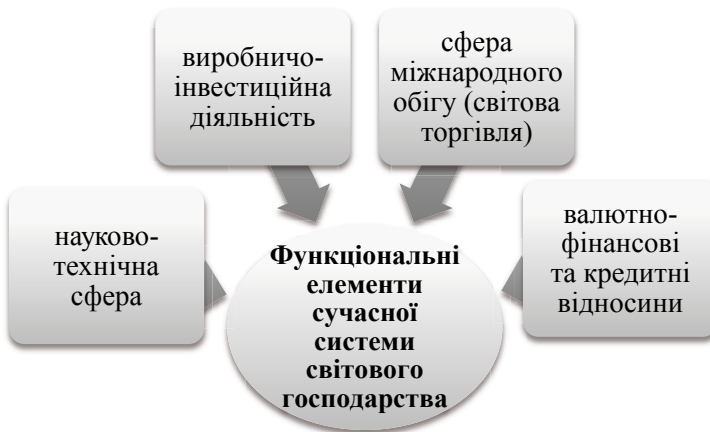 виробничо-
інвестиційна
діяльність
сфера
міжнародного
обігу (світова
торгівля)
науково-
технічна
сфера
Функціональні
елементи
сучасної
системи
світового
господарства
валютно-
фінансові
та кредитні
відносини